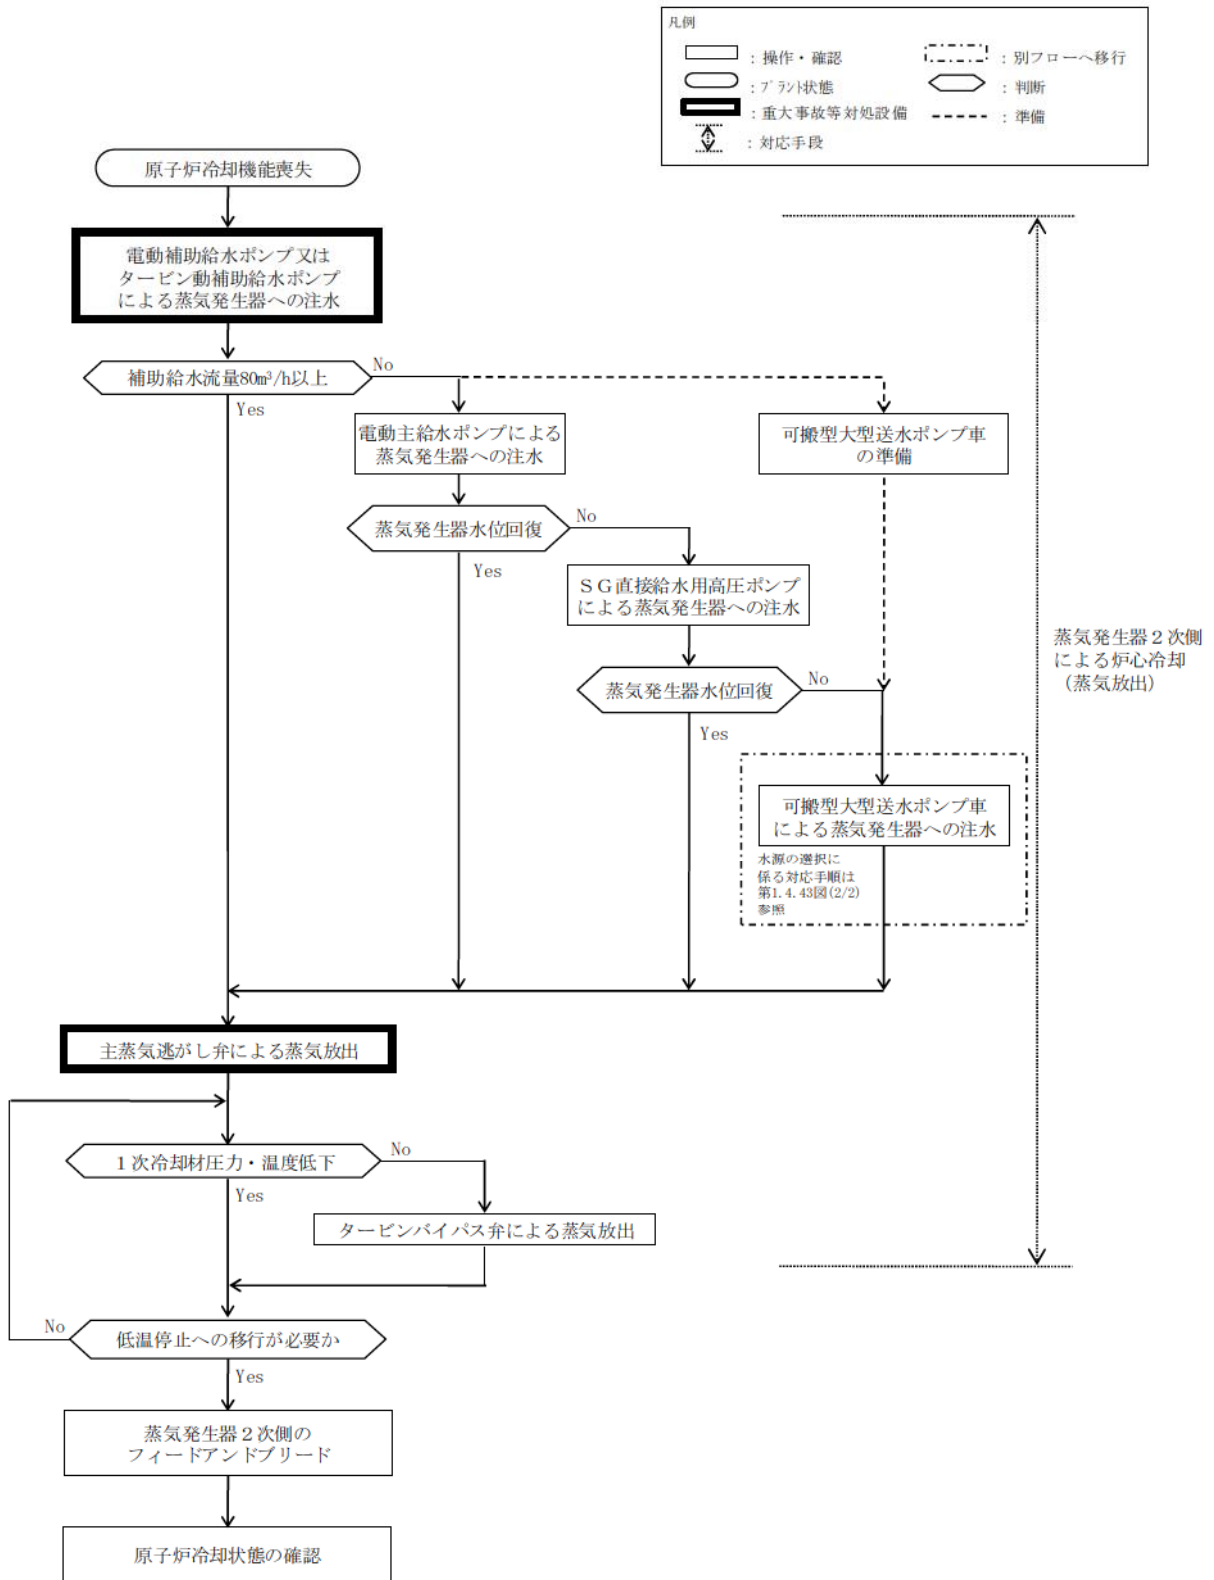 凡例
：操作・確認
：別フローへ移行
：プラント状態
：判断
：重大事故等対処設備
：準備
：対応手段
原子炉冷却機能喪失
電動補助給水ポンプ又は
タービン動補助給水ポンプ
による蒸気発生器への注水
補助給水流量80m³/h以上
No
Yes
電動主給水ポンプによる
蒸気発生器への注水
可搬型大型送水ポンプ車
の準備
蒸気発生器水位回復
No
Yes
ＳＧ直接給水用高圧ポンプ
による蒸気発生器への注水
蒸気発生器水位回復
No
Yes
蒸気発生器２次側
による炉心冷却
（蒸気放出）
可搬型大型送水ポンプ車
による蒸気発生器への注水
水源の選択に
係る対応手順は
第1.4.43図(2/2)
参照
主蒸気逃がし弁による蒸気放出
１次冷却材圧力・温度低下
No
Yes
タービンバイパス弁による蒸気放出
低温停止への移行が必要か
No
Yes
蒸気発生器２次側の
フィードアンドブリード
原子炉冷却状態の確認